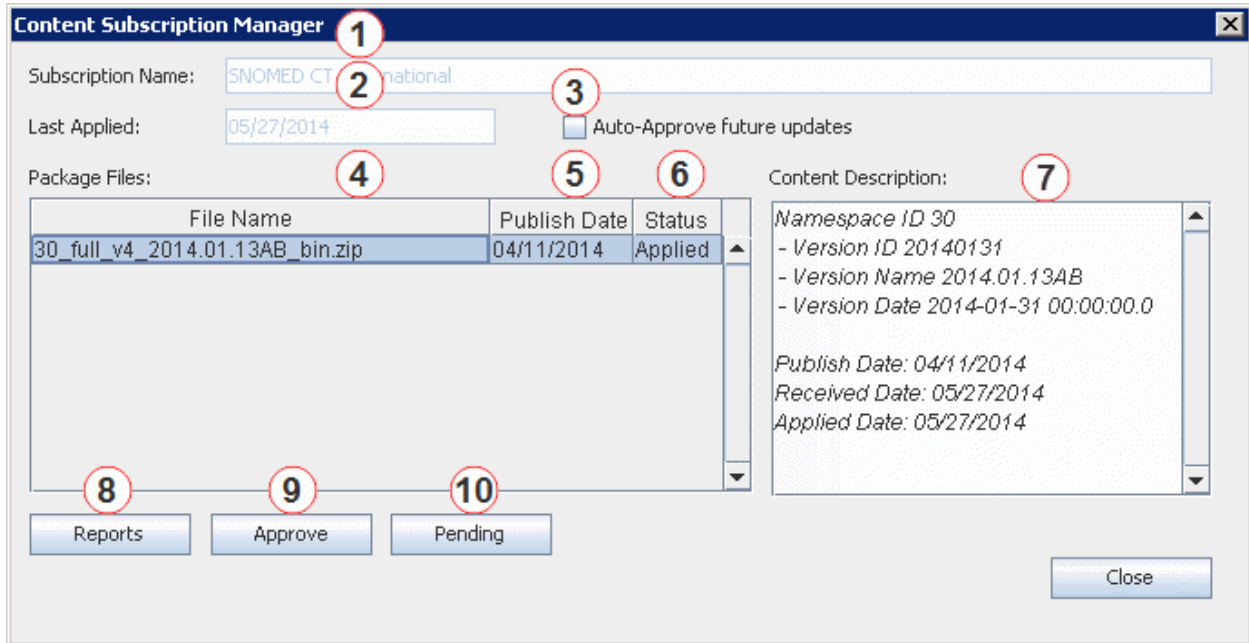 Content Subscription Manager
1
Subscription Name: SNOMED CT national
2
3
Last Applied: 05/27/2014 Auto-Approve future updates
Package Files: 4 5 6 Content Description: 7
File Name Publish Date Status
30_full_v4_2014.01.13AB_bin.zip 04/11/2014 Applied
Namespace ID 30
- Version ID 20140131
- Version Name 2014.01.13AB
- Version Date 2014-01-31 00:00:00.0
Publish Date: 04/11/2014
Received Date: 05/27/2014
Applied Date: 05/27/2014
8 9 10
Reports Approve Pending
Close